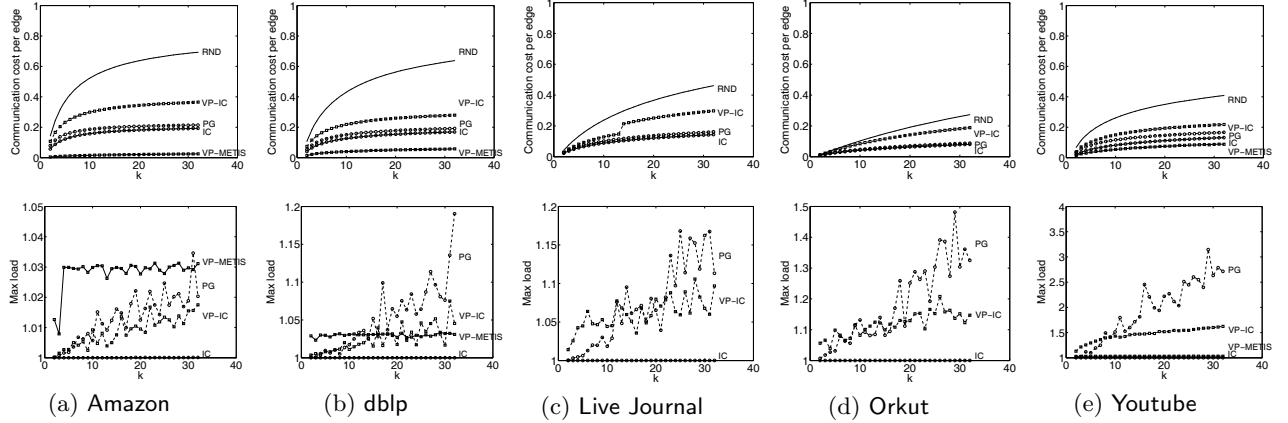 Communication cost per edge
1
0.8
0.6
0.4
0.2
0
0 10 20 30 40
k
RND
VP−IC
PG
IC
VP−METIS
Communication cost per edge
1
0.8
0.6
0.4
0.2
0
0 10 20 30 40
k
RND
VP−IC
PG
IC
VP−METIS
Communication cost per edge
1
0.8
0.6
0.4
0.2
0
0 10 20 30 40
k
RND
VP−IC
PG
IC
Communication cost per edge
1
0.8
0.6
0.4
0.2
0
0 10 20 30 40
k
RND
VP−IC
PG
IC
Communication cost per edge
1
0.8
0.6
0.4
0.2
0
0 10 20 30 40
k
RND
VP−IC
PG
IC
VP−METIS
Max load
1.05
1.04
1.03
1.02
1.01
1
0 10 20 30 40
k
VP−METIS
PG
VP−IC
IC
Max load
1.2
1.15
1.1
1.05
1
0 10 20 30 40
k
PG
VP−IC
VP−METIS
IC
Max load
1.2
1.15
1.1
1.05
1
0 10 20 30 40
k
PG
VP−IC
IC
Max load
1.5
1.4
1.3
1.2
1.1
1
0 10 20 30 40
k
PG
VP−IC
IC
Max load
4
3.5
3
2.5
2
1.5
1
0 10 20 30 40
k
PG
VP−IC
VP−METIS
IC
(a) Amazon
(b) dblp
(c) Live Journal
(d) Orkut
(e) Youtube